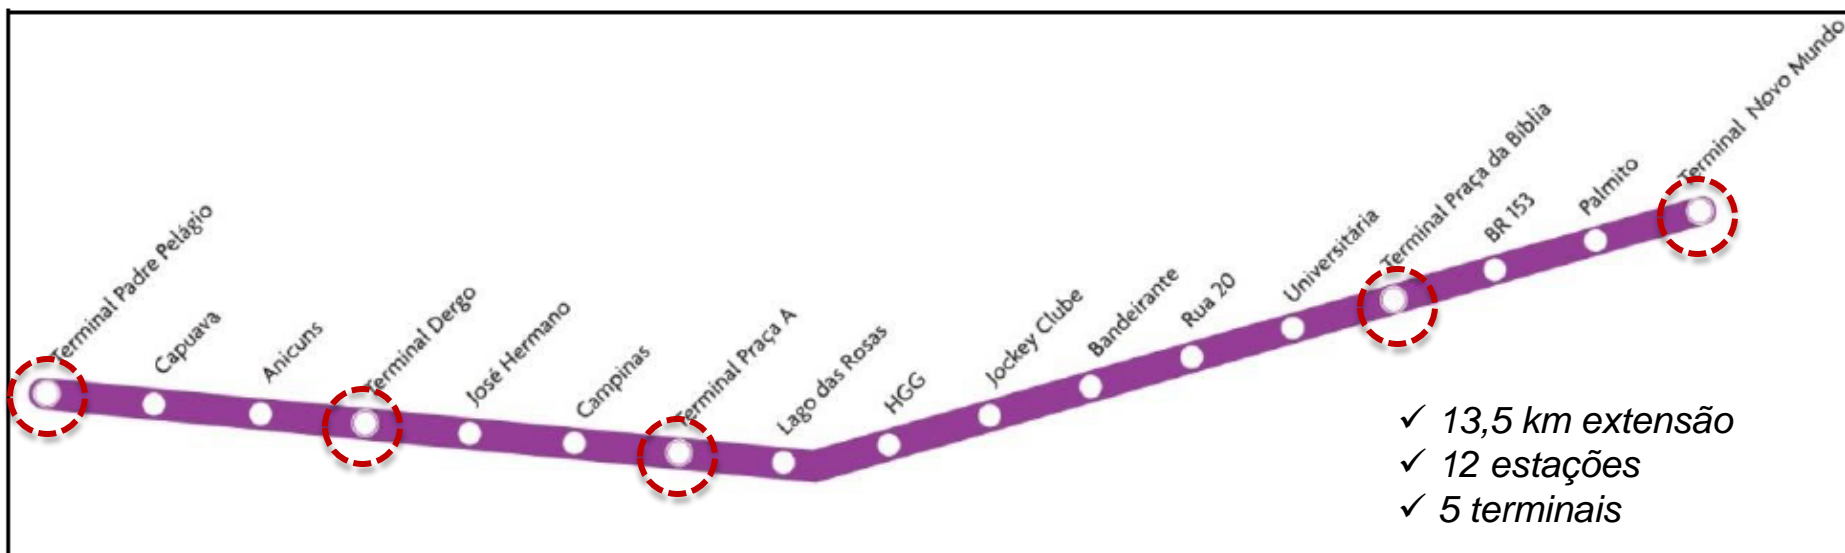 Terminal Padre Pelágio
Capuava
Anicuns
Terminal Dergo
José Hermano
Campinas
Terminal Praça A
Lago das Rosas
HGG
Jockey Clube
Bandeirante
Rua 20
Universitária
Terminal Praça da Bíblia
BR 153
Palmito
Terminal Novo Mundo
✓ 13,5 km extensão
✓ 12 estações
✓ 5 terminais